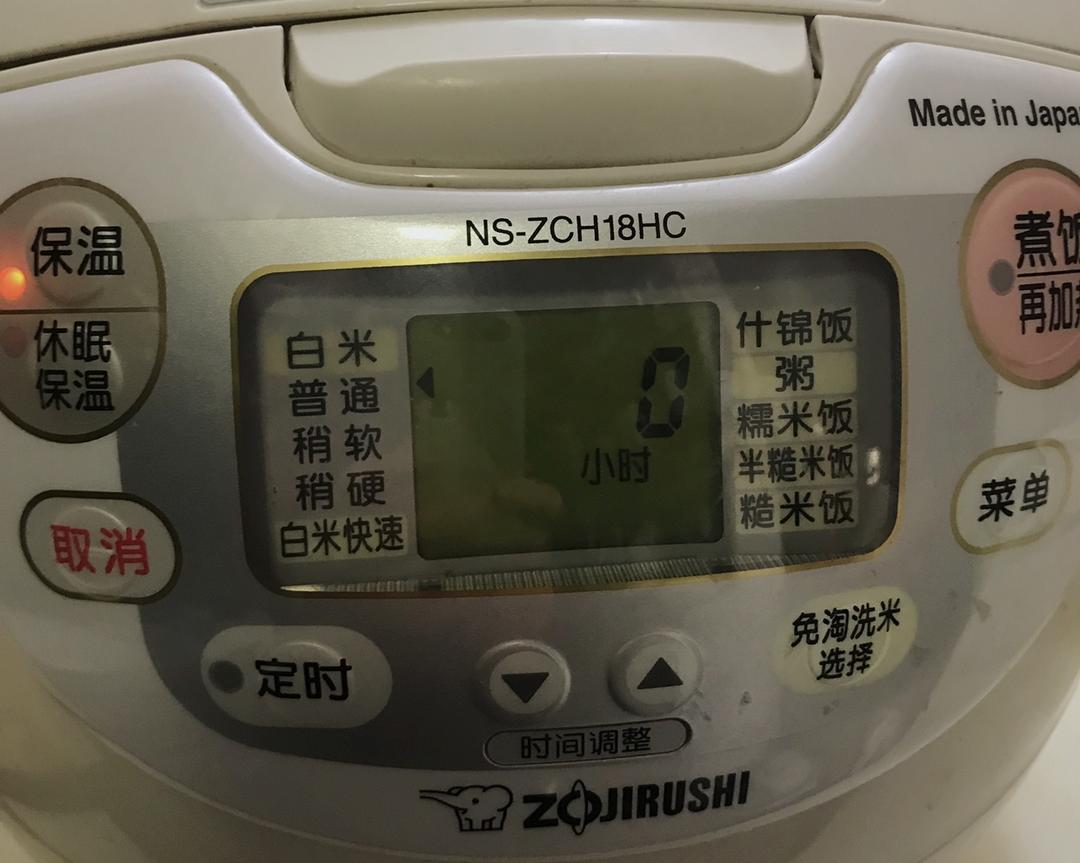 Made in Japa
NS-ZCH18HC
保温
休眠
保温
取消
白米
普通
稍软
稍硬
白米快速
0
小时
什锦饭
粥
糯米饭
半糙米饭
糙米饭
煮饭
再加
菜单
定时
▼
▲
时间调整
免淘洗米
选择
ZOJIRUSHI